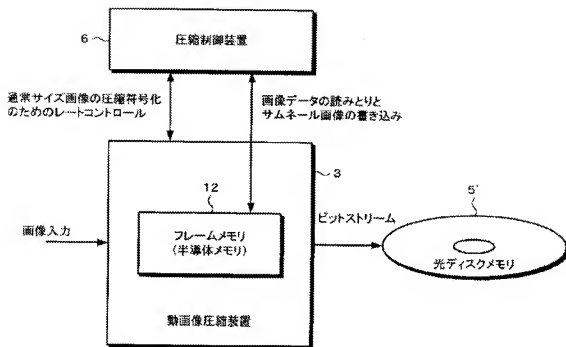 6
圧縮制御装置
通常サイズ画像の圧縮符号化
のためのレートコントロール
画像データの読みとりと
サムネール画像の書き込み
3
12
5'
画像入力
フレームメモリ
(半導体メモリ)
ビットストリーム
光ディスクメモリ
動画像圧縮装置